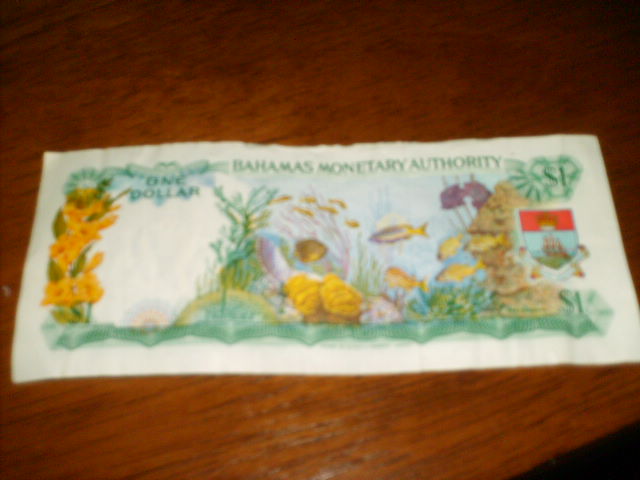 BAHAMAS MONETARY AUTHORITY
$1
ONE
DOLLAR
$1